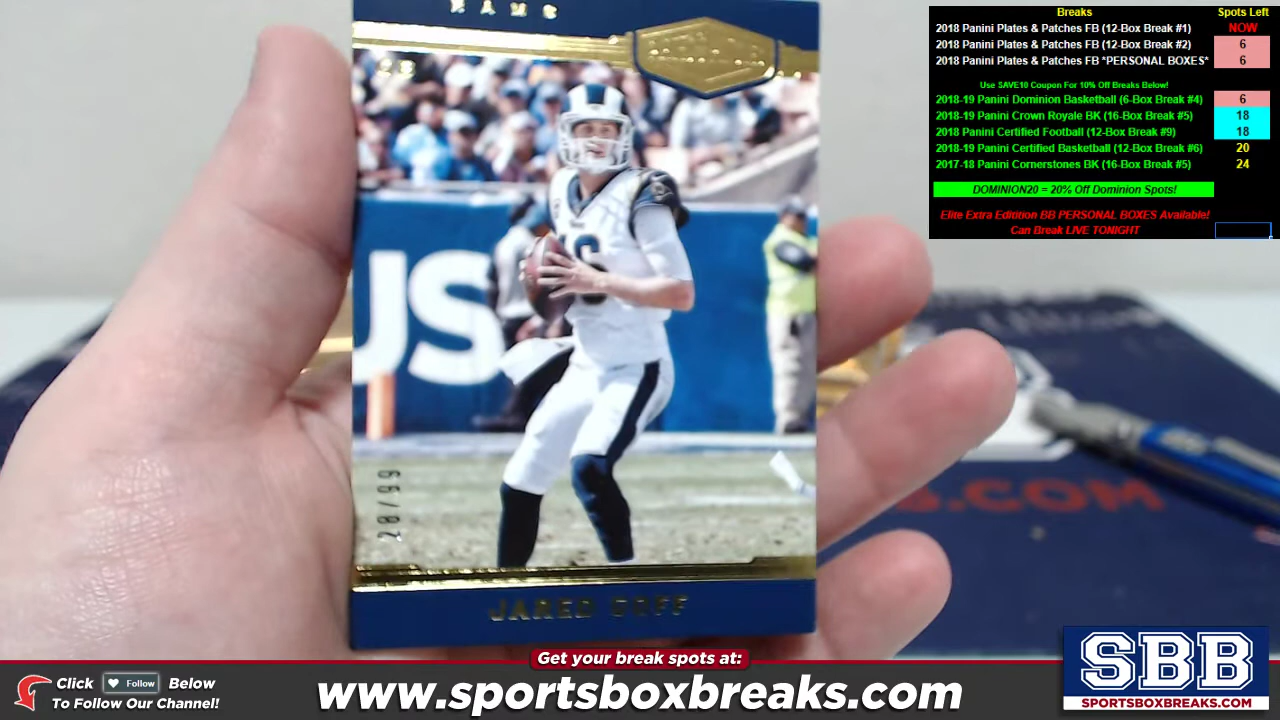 RAMS
Breaks Spots Left
2018 Panini Plates & Patches FB (12-Box Break #1) NOW
2018 Panini Plates & Patches FB (12-Box Break #2) 6
2018 Panini Plates & Patches FB *PERSONAL BOXES* 6
Use SAVE10 Coupon For 10% Off Breaks Below!
2018-19 Panini Dominion Basketball (6-Box Break #4) 6
2018-19 Panini Crown Royale BK (16-Box Break #5) 18
2018 Panini Certified Football (12-Box Break #9) 18
2018-19 Panini Certified Basketball (12-Box Break #6) 20
2017-18 Panini Cornerstones BK (16-Box Break #5) 24
DOMINION20 = 20% Off Dominion Spots!
Elite Extra Edition BB PERSONAL BOXES Available!
Can Break LIVE TONIGHT
US
16
20/99
JARED GOFF
.COM
Get your break spots at:
Click Follow Below
To Follow Our Channel!
www.sportsboxbreaks.com
SBB
SPORTSBOXBREAKS.COM